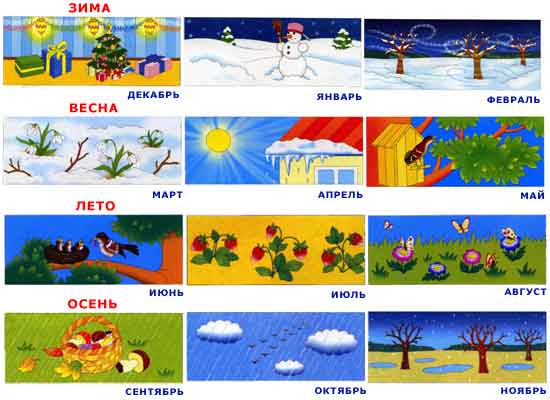 ЗИМА
ДЕКАБРЬ
ЯНВАРЬ
ФЕВРАЛЬ
ВЕСНА
МАРТ
АПРЕЛЬ
МАЙ
ЛЕТО
ИЮНЬ
ИЮЛЬ
АВГУСТ
ОСЕНЬ
СЕНТЯБРЬ
ОКТЯБРЬ
НОЯБРЬ